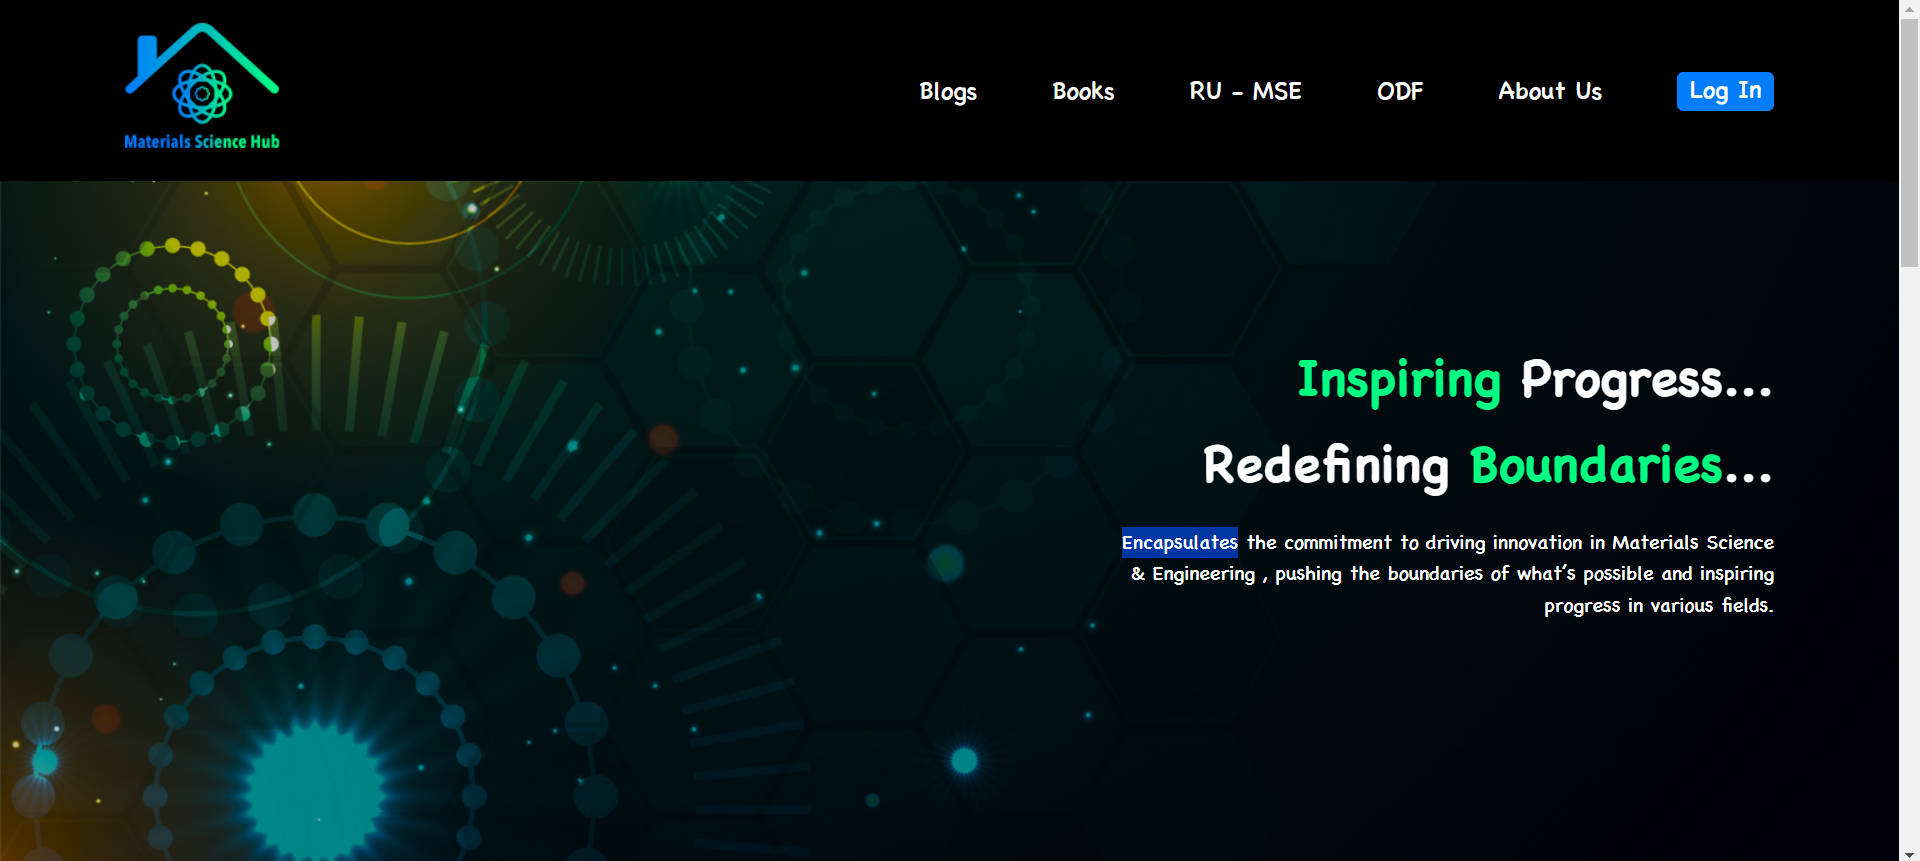 Materials Science Hub
Blogs Books RU - MSE ODF About Us Log In
Inspiring Progress...
Redefining Boundaries...
Encapsulates the commitment to driving innovation in Materials Science
& Engineering , pushing the boundaries of what's possible and inspiring
progress in various fields.